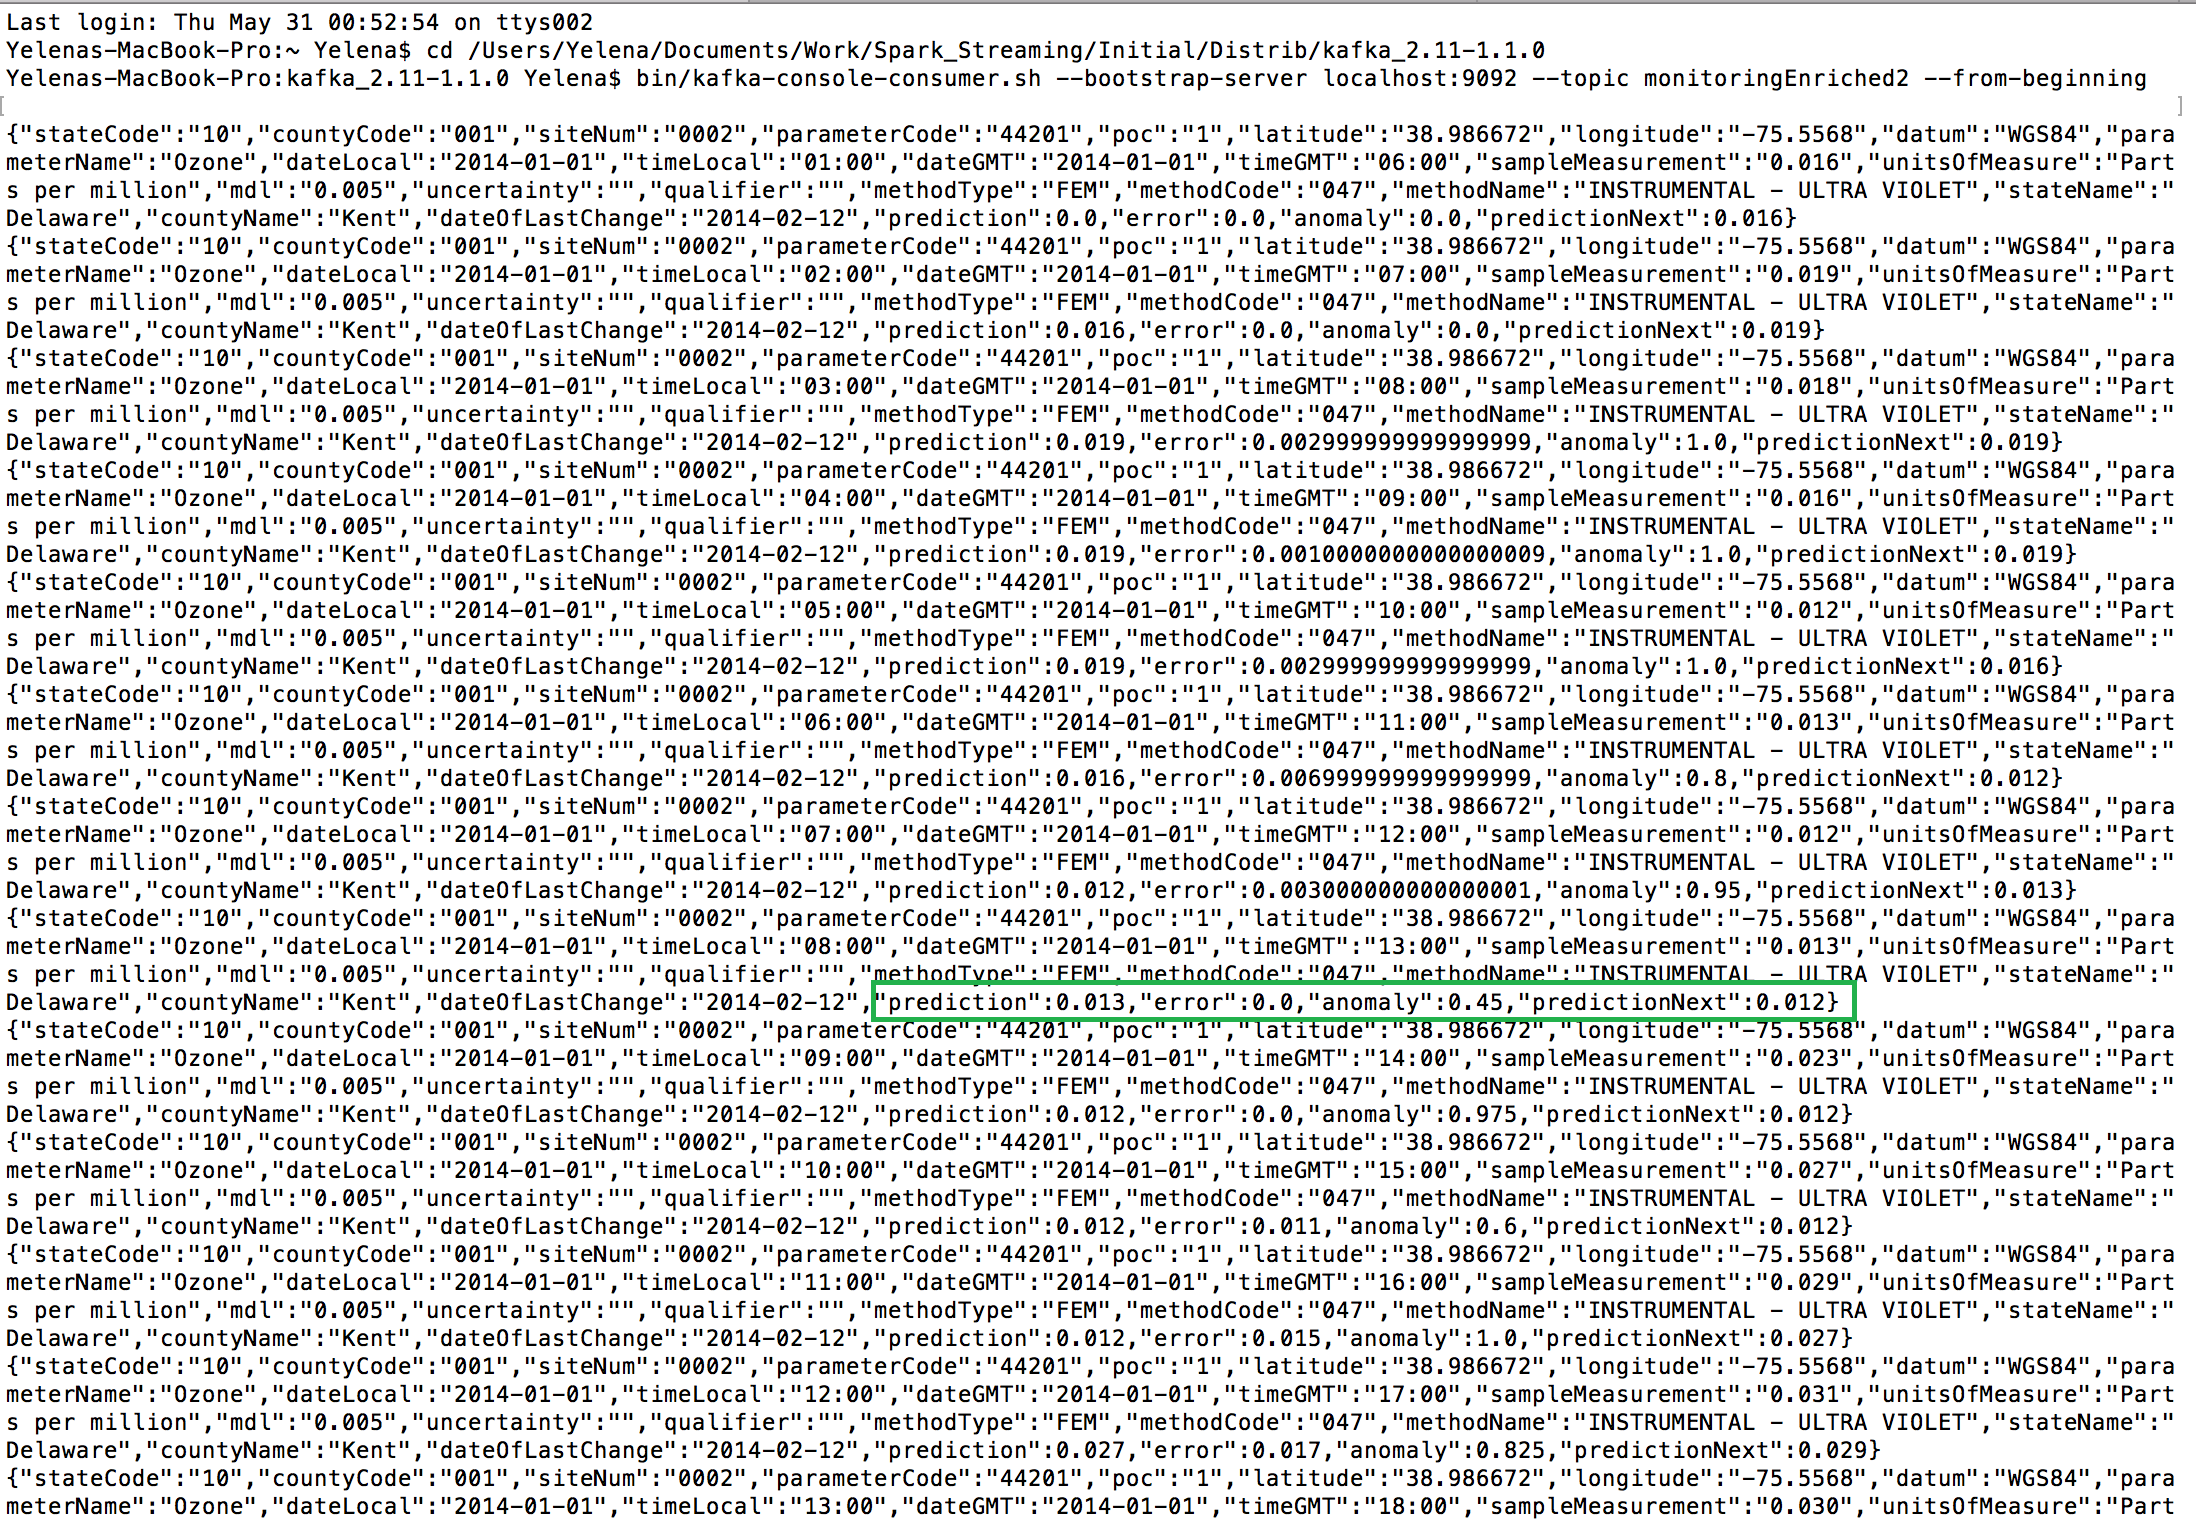 Last login: Thu May 31 00:52:54 on ttys002
Yelenas-MacBook-Pro:~ Yelena$ cd /Users/Yelena/Documents/Work/Spark_Streaming/Initial/Distrib/kafka_2.11-1.1.0
Yelenas-MacBook-Pro:kafka_2.11-1.1.0 Yelena$ bin/kafka-console-consumer.sh --bootstrap-server localhost:9092 --topic monitoringEnriched2 --from-beginning
[ ]
{"stateCode":"10","countyCode":"001","siteNum":"0002","parameterCode":"44201","poc":"1","latitude":"38.986672","longitude":"-75.5568","datum":"WGS84","para
meterName":"Ozone","dateLocal":"2014-01-01","timeLocal":"01:00","dateGMT":"2014-01-01","timeGMT":"06:00","sampleMeasurement":"0.016","unitsOfMeasure":"Part
s per million","mdl":"0.005","uncertainty":"","qualifier":"","methodType":"FEM","methodCode":"047","methodName":"INSTRUMENTAL - ULTRA VIOLET","stateName":"
Delaware","countyName":"Kent","dateOfLastChange":"2014-02-12","prediction":0.0,"error":0.0,"anomaly":0.0,"predictionNext":0.016}
{"stateCode":"10","countyCode":"001","siteNum":"0002","parameterCode":"44201","poc":"1","latitude":"38.986672","longitude":"-75.5568","datum":"WGS84","para
meterName":"Ozone","dateLocal":"2014-01-01","timeLocal":"02:00","dateGMT":"2014-01-01","timeGMT":"07:00","sampleMeasurement":"0.019","unitsOfMeasure":"Part
s per million","mdl":"0.005","uncertainty":"","qualifier":"","methodType":"FEM","methodCode":"047","methodName":"INSTRUMENTAL - ULTRA VIOLET","stateName":"
Delaware","countyName":"Kent","dateOfLastChange":"2014-02-12","prediction":0.016,"error":0.0,"anomaly":0.0,"predictionNext":0.019}
{"stateCode":"10","countyCode":"001","siteNum":"0002","parameterCode":"44201","poc":"1","latitude":"38.986672","longitude":"-75.5568","datum":"WGS84","para
meterName":"Ozone","dateLocal":"2014-01-01","timeLocal":"03:00","dateGMT":"2014-01-01","timeGMT":"08:00","sampleMeasurement":"0.018","unitsOfMeasure":"Part
s per million","mdl":"0.005","uncertainty":"","qualifier":"","methodType":"FEM","methodCode":"047","methodName":"INSTRUMENTAL - ULTRA VIOLET","stateName":"
Delaware","countyName":"Kent","dateOfLastChange":"2014-02-12","prediction":0.019,"error":0.002999999999999999,"anomaly":1.0,"predictionNext":0.019}
{"stateCode":"10","countyCode":"001","siteNum":"0002","parameterCode":"44201","poc":"1","latitude":"38.986672","longitude":"-75.5568","datum":"WGS84","para
meterName":"Ozone","dateLocal":"2014-01-01","timeLocal":"04:00","dateGMT":"2014-01-01","timeGMT":"09:00","sampleMeasurement":"0.016","unitsOfMeasure":"Part
s per million","mdl":"0.005","uncertainty":"","qualifier":"","methodType":"FEM","methodCode":"047","methodName":"INSTRUMENTAL - ULTRA VIOLET","stateName":"
Delaware","countyName":"Kent","dateOfLastChange":"2014-02-12","prediction":0.019,"error":0.0010000000000000009,"anomaly":1.0,"predictionNext":0.019}
{"stateCode":"10","countyCode":"001","siteNum":"0002","parameterCode":"44201","poc":"1","latitude":"38.986672","longitude":"-75.5568","datum":"WGS84","para
meterName":"Ozone","dateLocal":"2014-01-01","timeLocal":"05:00","dateGMT":"2014-01-01","timeGMT":"10:00","sampleMeasurement":"0.012","unitsOfMeasure":"Part
s per million","mdl":"0.005","uncertainty":"","qualifier":"","methodType":"FEM","methodCode":"047","methodName":"INSTRUMENTAL - ULTRA VIOLET","stateName":"
Delaware","countyName":"Kent","dateOfLastChange":"2014-02-12","prediction":0.019,"error":0.002999999999999999,"anomaly":1.0,"predictionNext":0.016}
{"stateCode":"10","countyCode":"001","siteNum":"0002","parameterCode":"44201","poc":"1","latitude":"38.986672","longitude":"-75.5568","datum":"WGS84","para
meterName":"Ozone","dateLocal":"2014-01-01","timeLocal":"06:00","dateGMT":"2014-01-01","timeGMT":"11:00","sampleMeasurement":"0.013","unitsOfMeasure":"Part
s per million","mdl":"0.005","uncertainty":"","qualifier":"","methodType":"FEM","methodCode":"047","methodName":"INSTRUMENTAL - ULTRA VIOLET","stateName":"
Delaware","countyName":"Kent","dateOfLastChange":"2014-02-12","prediction":0.016,"error":0.006999999999999999,"anomaly":0.8,"predictionNext":0.012}
{"stateCode":"10","countyCode":"001","siteNum":"0002","parameterCode":"44201","poc":"1","latitude":"38.986672","longitude":"-75.5568","datum":"WGS84","para
meterName":"Ozone","dateLocal":"2014-01-01","timeLocal":"07:00","dateGMT":"2014-01-01","timeGMT":"12:00","sampleMeasurement":"0.012","unitsOfMeasure":"Part
s per million","mdl":"0.005","uncertainty":"","qualifier":"","methodType":"FEM","methodCode":"047","methodName":"INSTRUMENTAL - ULTRA VIOLET","stateName":"
Delaware","countyName":"Kent","dateOfLastChange":"2014-02-12","prediction":0.012,"error":0.003000000000000001,"anomaly":0.95,"predictionNext":0.013}
{"stateCode":"10","countyCode":"001","siteNum":"0002","parameterCode":"44201","poc":"1","latitude":"38.986672","longitude":"-75.5568","datum":"WGS84","para
meterName":"Ozone","dateLocal":"2014-01-01","timeLocal":"08:00","dateGMT":"2014-01-01","timeGMT":"13:00","sampleMeasurement":"0.013","unitsOfMeasure":"Part
s per million","mdl":"0.005","uncertainty":"","qualifier":"","methodType":"FEM","methodCode":"047","methodName":"INSTRUMENTAL - ULTRA VIOLET","stateName":"
Delaware","countyName":"Kent","dateOfLastChange":"2014-02-12","prediction":0.013,"error":0.0,"anomaly":0.45,"predictionNext":0.012}
{"stateCode":"10","countyCode":"001","siteNum":"0002","parameterCode":"44201","poc":"1","latitude":"38.986672","longitude":"-75.5568","datum":"WGS84","para
meterName":"Ozone","dateLocal":"2014-01-01","timeLocal":"09:00","dateGMT":"2014-01-01","timeGMT":"14:00","sampleMeasurement":"0.023","unitsOfMeasure":"Part
s per million","mdl":"0.005","uncertainty":"","qualifier":"","methodType":"FEM","methodCode":"047","methodName":"INSTRUMENTAL - ULTRA VIOLET","stateName":"
Delaware","countyName":"Kent","dateOfLastChange":"2014-02-12","prediction":0.012,"error":0.0,"anomaly":0.975,"predictionNext":0.012}
{"stateCode":"10","countyCode":"001","siteNum":"0002","parameterCode":"44201","poc":"1","latitude":"38.986672","longitude":"-75.5568","datum":"WGS84","para
meterName":"Ozone","dateLocal":"2014-01-01","timeLocal":"10:00","dateGMT":"2014-01-01","timeGMT":"15:00","sampleMeasurement":"0.027","unitsOfMeasure":"Part
s per million","mdl":"0.005","uncertainty":"","qualifier":"","methodType":"FEM","methodCode":"047","methodName":"INSTRUMENTAL - ULTRA VIOLET","stateName":"
Delaware","countyName":"Kent","dateOfLastChange":"2014-02-12","prediction":0.012,"error":0.011,"anomaly":0.6,"predictionNext":0.012}
{"stateCode":"10","countyCode":"001","siteNum":"0002","parameterCode":"44201","poc":"1","latitude":"38.986672","longitude":"-75.5568","datum":"WGS84","para
meterName":"Ozone","dateLocal":"2014-01-01","timeLocal":"11:00","dateGMT":"2014-01-01","timeGMT":"16:00","sampleMeasurement":"0.029","unitsOfMeasure":"Part
s per million","mdl":"0.005","uncertainty":"","qualifier":"","methodType":"FEM","methodCode":"047","methodName":"INSTRUMENTAL - ULTRA VIOLET","stateName":"
Delaware","countyName":"Kent","dateOfLastChange":"2014-02-12","prediction":0.012,"error":0.015,"anomaly":1.0,"predictionNext":0.027}
{"stateCode":"10","countyCode":"001","siteNum":"0002","parameterCode":"44201","poc":"1","latitude":"38.986672","longitude":"-75.5568","datum":"WGS84","para
meterName":"Ozone","dateLocal":"2014-01-01","timeLocal":"12:00","dateGMT":"2014-01-01","timeGMT":"17:00","sampleMeasurement":"0.031","unitsOfMeasure":"Part
s per million","mdl":"0.005","uncertainty":"","qualifier":"","methodType":"FEM","methodCode":"047","methodName":"INSTRUMENTAL - ULTRA VIOLET","stateName":"
Delaware","countyName":"Kent","dateOfLastChange":"2014-02-12","prediction":0.027,"error":0.017,"anomaly":0.825,"predictionNext":0.029}
{"stateCode":"10","countyCode":"001","siteNum":"0002","parameterCode":"44201","poc":"1","latitude":"38.986672","longitude":"-75.5568","datum":"WGS84","para
meterName":"Ozone","dateLocal":"2014-01-01","timeLocal":"13:00","dateGMT":"2014-01-01","timeGMT":"18:00","sampleMeasurement":"0.030","unitsOfMeasure":"Part